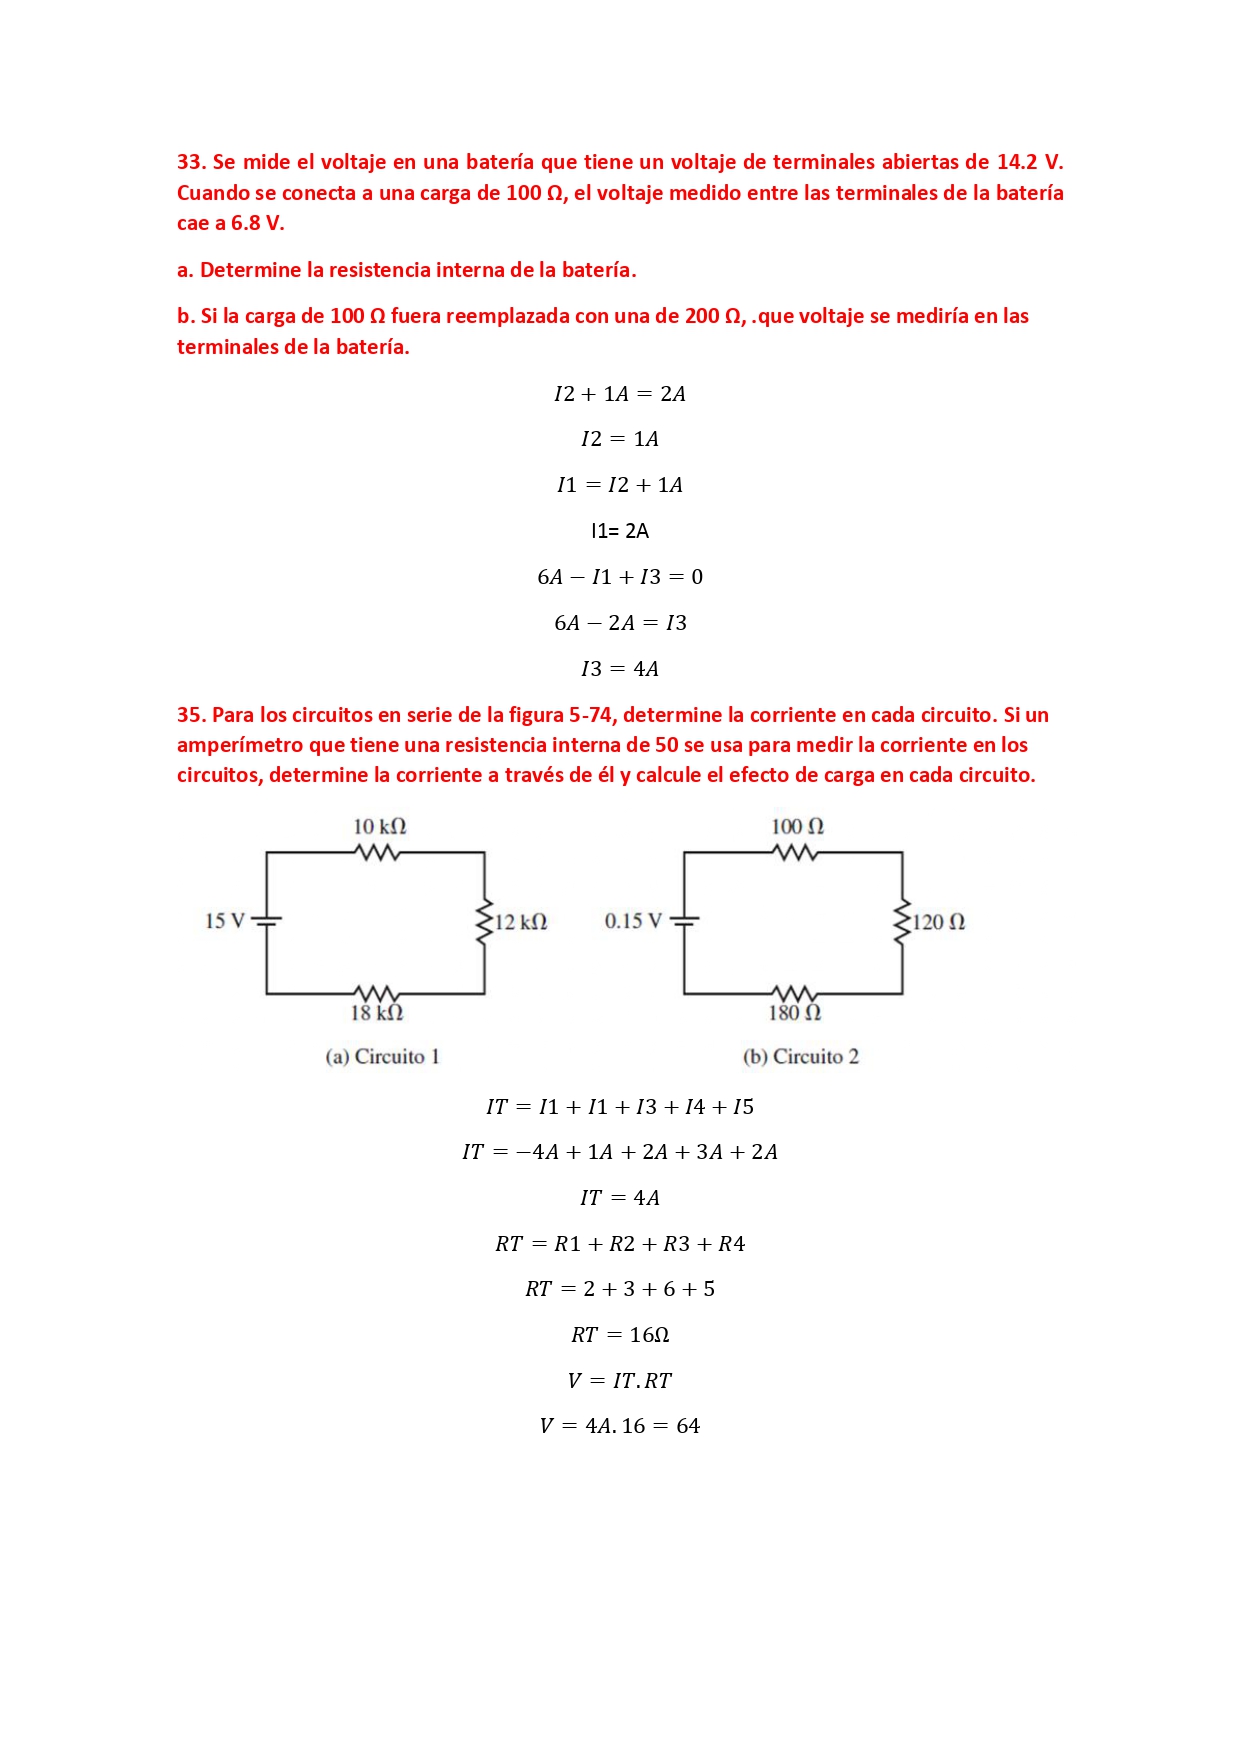 33. Se mide el voltaje en una batería que tiene un voltaje de terminales abiertas de 14.2 V.
Cuando se conecta a una carga de 100 Ω, el voltaje medido entre las terminales de la batería
cae a 6.8 V.
a. Determine la resistencia interna de la batería.
b. Si la carga de 100 Ω fuera reemplazada con una de 200 Ω, .que voltaje se mediría en las
terminales de la batería.
I2 + 1A = 2A
I2 = 1A
I1 = I2 + 1A
I1= 2A
6A − I1 + I3 = 0
6A − 2A = I3
I3 = 4A
35. Para los circuitos en serie de la figura 5-74, determine la corriente en cada circuito. Si un
amperímetro que tiene una resistencia interna de 50 se usa para medir la corriente en los
circuitos, determine la corriente a través de él y calcule el efecto de carga en cada circuito.
10 kΩ
15 V
12 kΩ
18 kΩ
(a) Circuito 1
100 Ω
0.15 V
120 Ω
180 Ω
(b) Circuito 2
IT = I1 + I1 + I3 + I4 + I5
IT = −4A + 1A + 2A + 3A + 2A
IT = 4A
RT = R1 + R2 + R3 + R4
RT = 2 + 3 + 6 + 5
RT = 16Ω
V = IT. RT
V = 4A. 16 = 64